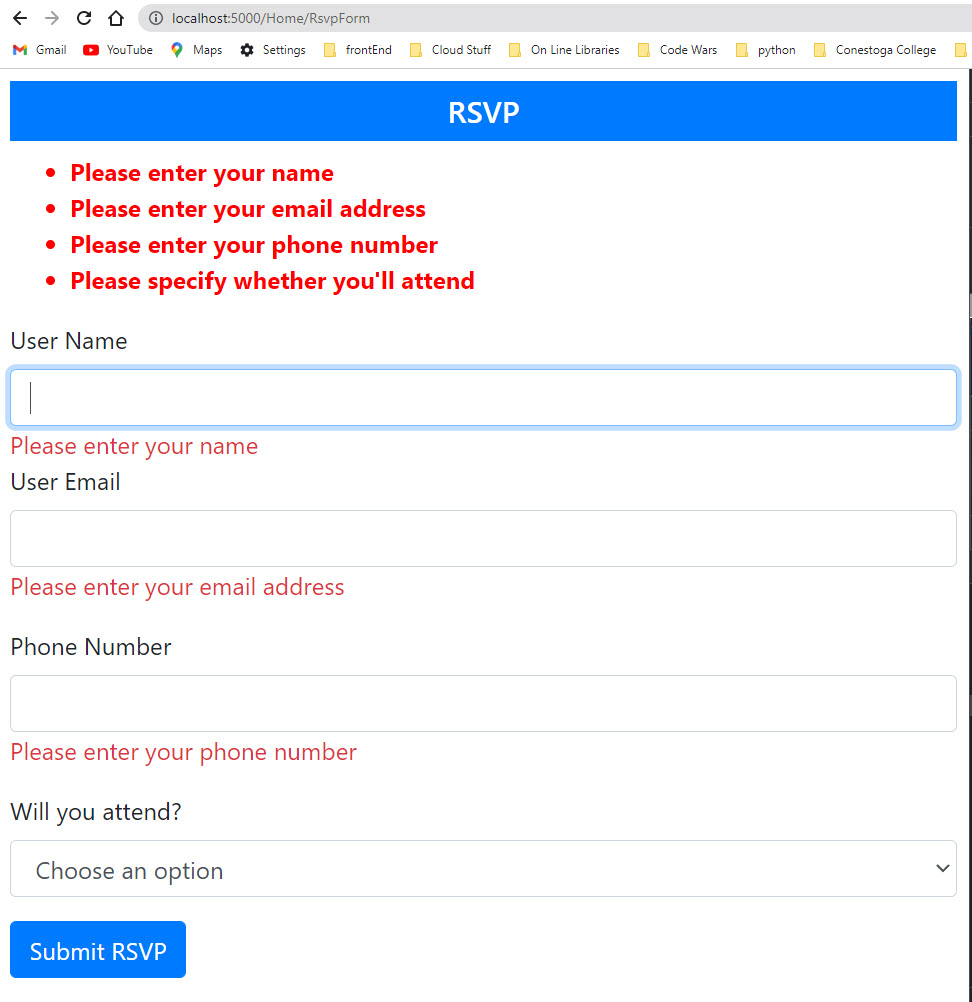 localhost:5000/Home/RsvpForm
Gmail YouTube Maps Settings frontEnd Cloud Stuff On Line Libraries Code Wars python Conestoga College
RSVP
Please enter your name
Please enter your email address
Please enter your phone number
Please specify whether you'll attend
User Name
Please enter your name
User Email
Please enter your email address
Phone Number
Please enter your phone number
Will you attend?
Choose an option
Submit RSVP